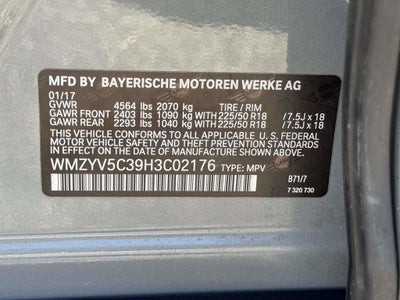 MFD BY BAYERISCHE MOTOREN WERKE AG
01/17
GVWR 4564 lbs 2070 kg TIRE / RIM
GAWR FRONT 2403 lbs 1090 kg 225/50 R18 / 7.5J x 18
GAWR REAR 2293 lbs 1040 kg 225/50 R18 / 7.5J x 18
THIS VEHICLE CONFORMS TO ALL APPLICABLE U.S. FEDERAL
MOTOR VEHICLE SAFETY AND THEFT PREVENTION STANDARDS
IN EFFECT ON THE DATE OF MANUFACTURE SHOWN ABOVE.
WMZYV5C39H3C02176 TYPE: MPV
B71/7
7 320 730